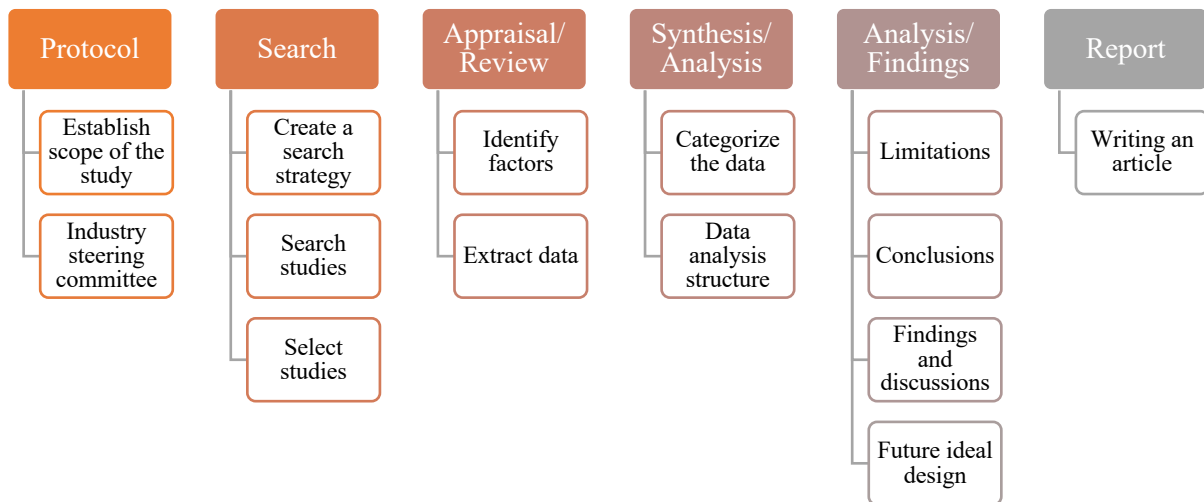 Protocol
Establish
scope of the
study
Industry
steering
committee
Search
Create a
search
strategy
Search
studies
Select
studies
Appraisal/
Review
Identify
factors
Extract data
Synthesis/
Analysis
Categorize
the data
Data
analysis
structure
Analysis/
Findings
Limitations
Conclusions
Findings
and
discussions
Future ideal
design
Report
Writing an
article